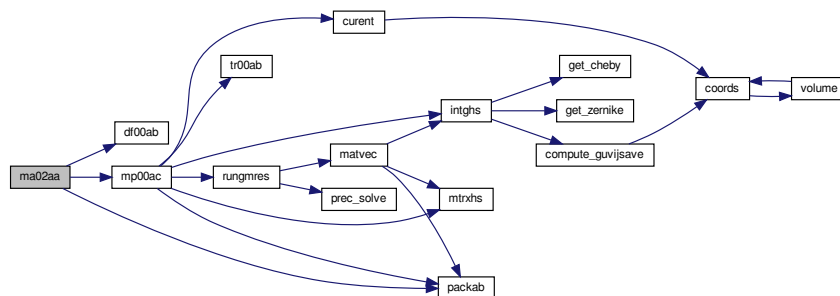 curent
tr00ab
get_cheby
coords
volume
intghs
get_zernike
df00ab
matvec
compute_guvijsave
ma02aa
mp00ac
rungmres
prec_solve
mtrxhs
packab